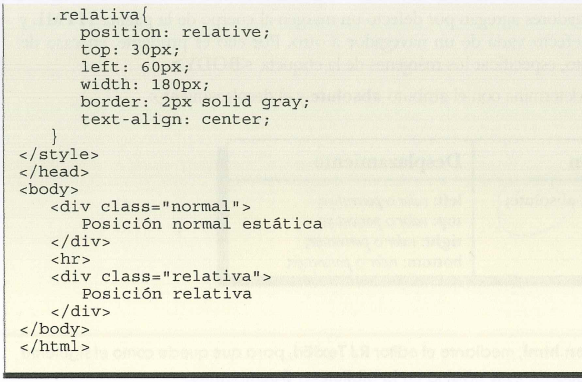 .relativa{
position: relative;
top: 30px;
left: 60px;
width: 180px;
border: 2px solid gray;
text-align: center;
}
</style>
</head>
<body>
<div class="normal">
Posición normal estática
</div>
<hr>
<div class="relativa">
Posición relativa
</div>
</body>
</html>